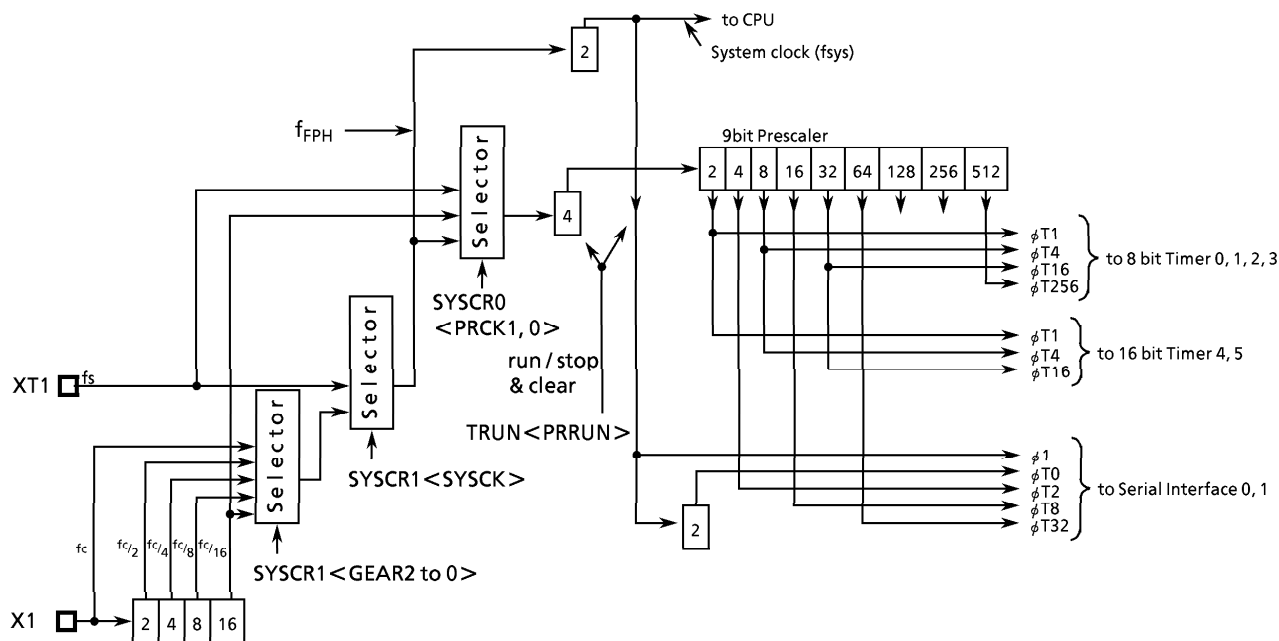 to CPU
2
System clock (fsys)
fFPH
Selector
9bit Prescaler
2 4 8 16 32 64 128 256 512
4
φT1
φT4
φT16
φT256
to 8 bit Timer 0, 1, 2, 3
SYSCR0
<PRCK1, 0>
φT1
φT4
φT16
to 16 bit Timer 4, 5
run / stop
& clear
XT1
fs
Selector
TRUN<PRRUN>
Selector
SYSCR1<SYSCK>
φ1
φT0
φT2
φT8
φT32
to Serial Interface 0, 1
2
fc
fc/2
fc/4
fc/8
fc/16
SYSCR1<GEAR2 to 0>
X1
2 4 8 16